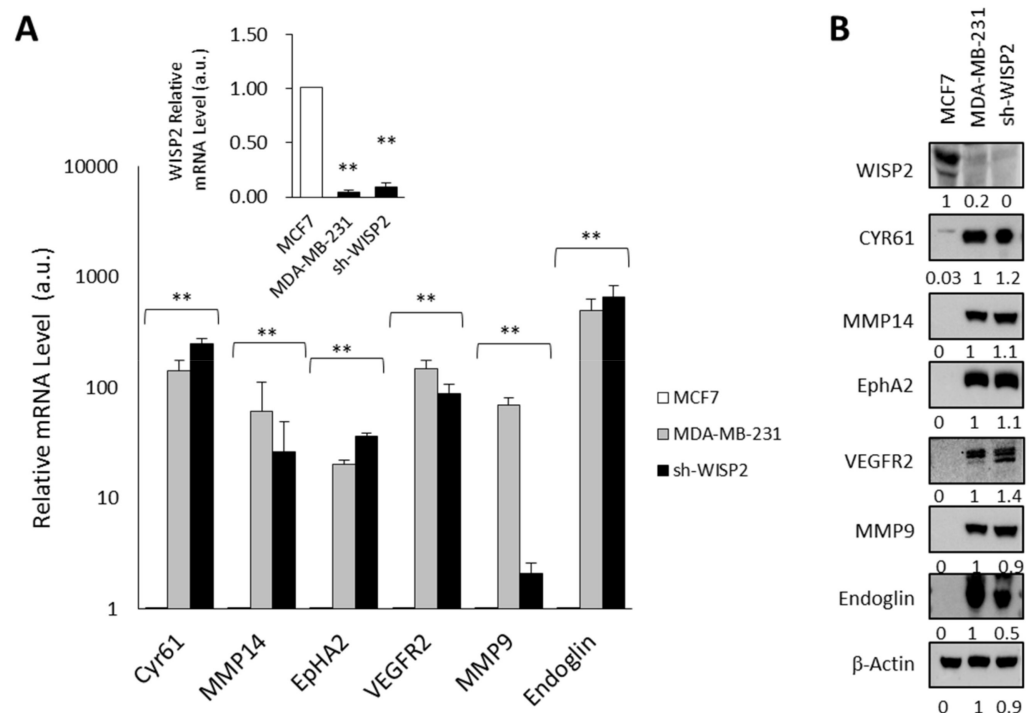 A
WISP2 Relative
mRNA Level (a.u.)
1.50
1.00
0.50
0.00
**
**
MCF7
MDA-MB-231
sh-WISP2
Relative mRNA Level (a.u.)
10000
1000
100
10
1
**
**
**
**
**
**
MCF7
MDA-MB-231
sh-WISP2
Cyr61
MMP14
EpHA2
VEGFR2
MMP9
Endoglin
B
MCF7
MDA-MB-231
sh-WISP2
WISP2
1 0.2 0
CYR61
0.03 1 1.2
MMP14
0 1 1.1
EphA2
0 1 1.1
VEGFR2
0 1 1.4
MMP9
0 1 0.9
Endoglin
0 1 0.5
β-Actin
0 1 0.9